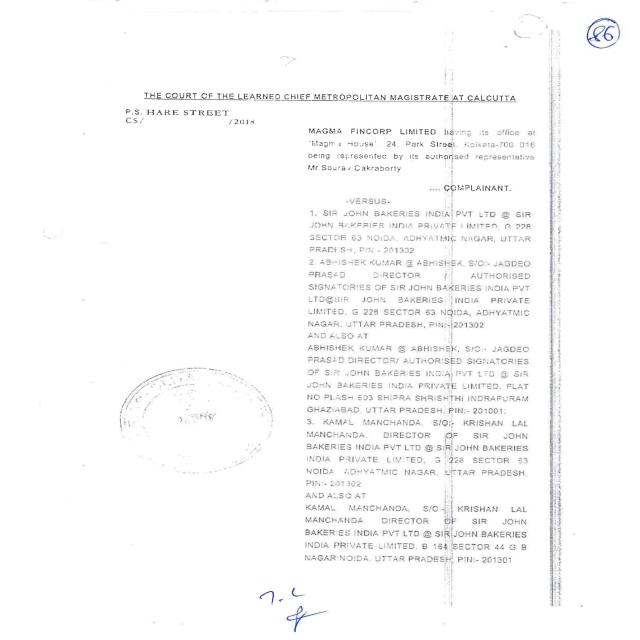 86
THE COURT OF THE LEARNED CHIEF METROPOLITAN MAGISTRATE AT CALCUTTA
P.S. HARE STREET
CS/ /2018
MAGMA FINCORP LIMITED having its office at
"Magma House" 24, Park Street, Kolkata-700 016
being represented by its authorised representative
Mr Sourav Cakraborty
.... COMPLAINANT.
-VERSUS-
1. SIR JOHN BAKERIES INDIA PVT LTD @ SIR
JOHN BAKERIES INDIA PRIVATE LIMITED, G 228
SECTOR 63 NOIDA, ADHYATMIC NAGAR, UTTAR
PRADESH, PIN - 201302
2. ABHISHEK KUMAR @ ABHISHEK, S/O:- JAGDEO
PRASAD DIRECTOR / AUTHORISED
SIGNATORIES OF SIR JOHN BAKERIES INDIA PVT
LTD@SIR JOHN BAKERIES INDIA PRIVATE
LIMITED, G 228 SECTOR 63 NOIDA, ADHYATMIC
NAGAR, UTTAR PRADESH, PIN:- 201302
AND ALSO AT
ABHISHEK KUMAR @ ABHISHEK, S/O:- JAGDEO
PRASAD DIRECTOR/ AUTHORISED SIGNATORIES
OF SIR JOHN BAKERIES INDIA PVT LTD @ SIR
JOHN BAKERIES INDIA PRIVATE LIMITED, FLAT
NO PLASH 603 SHIPRA SHRISHTHI INDRAPURAM
GHAZIABAD, UTTAR PRADESH, PIN:- 201001;
3. KAMAL MANCHANDA, S/O:- KRISHAN LAL
MANCHANDA, DIRECTOR OF SIR JOHN
BAKERIES INDIA PVT LTD @ SIR JOHN BAKERIES
INDIA PRIVATE LIMITED, G 228 SECTOR 63
NOIDA ADHYATMIC NAGAR, UTTAR PRADESH,
PIN:- 201302
AND ALSO AT
KAMAL MANCHANDA, S/O:- KRISHAN LAL
MANCHANDA DIRECTOR OF SIR JOHN
BAKERIES INDIA PVT LTD @ SIR JOHN BAKERIES
INDIA PRIVATE LIMITED, B 164 SECTOR 44 G B
NAGAR NOIDA, UTTAR PRADESH, PIN:- 201301